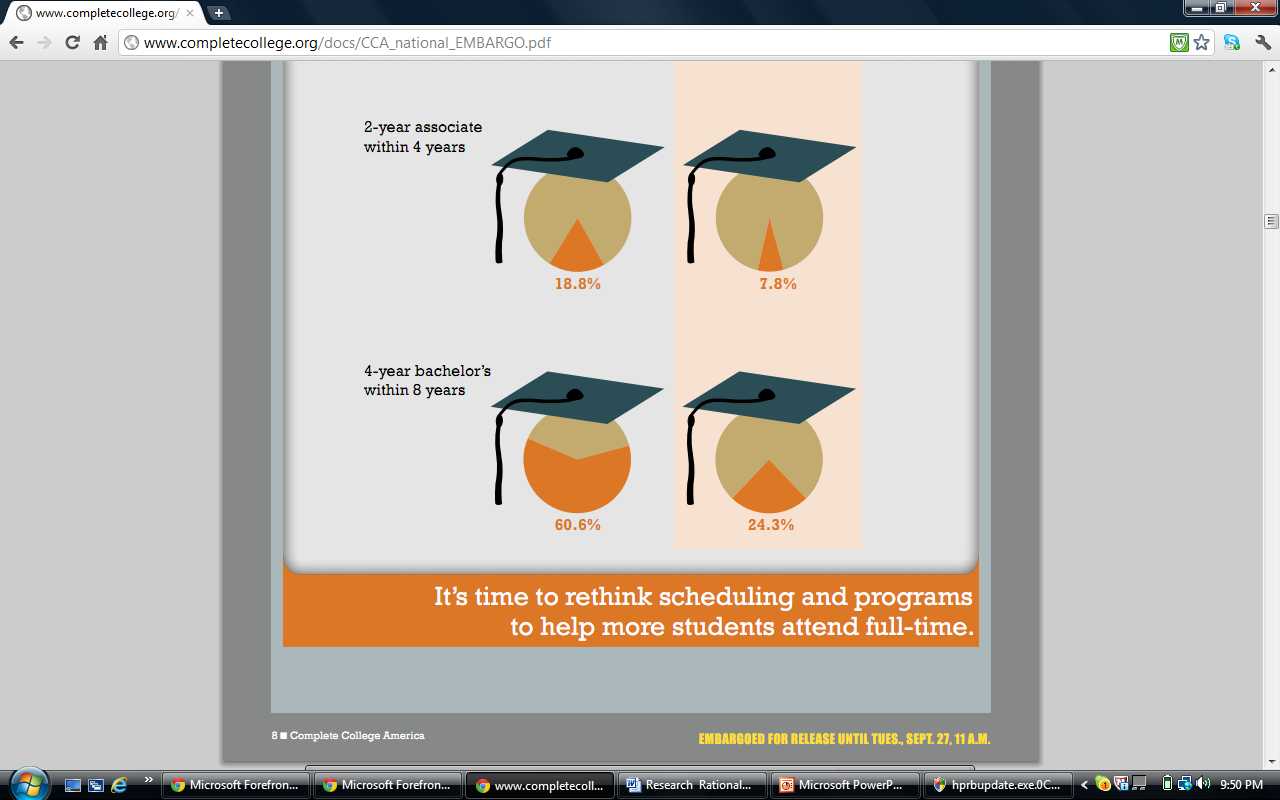 www.completecollege.org/
www.completecollege.org/docs/CCA_national_EMBARGO.pdf
2-year associate
within 4 years
18.8%
7.8%
4-year bachelor's
within 8 years
60.6%
24.3%
It's time to rethink scheduling and programs
to help more students attend full-time.
8 ■ Complete College America
EMBARGOED FOR RELEASE UNTIL TUES., SEPT. 27, 11 A.M.
Microsoft Forefron...
Microsoft Forefron...
www.completecoll...
Research Rational...
Microsoft PowerP...
hprbupdate.exe.0C...
9:50 PM